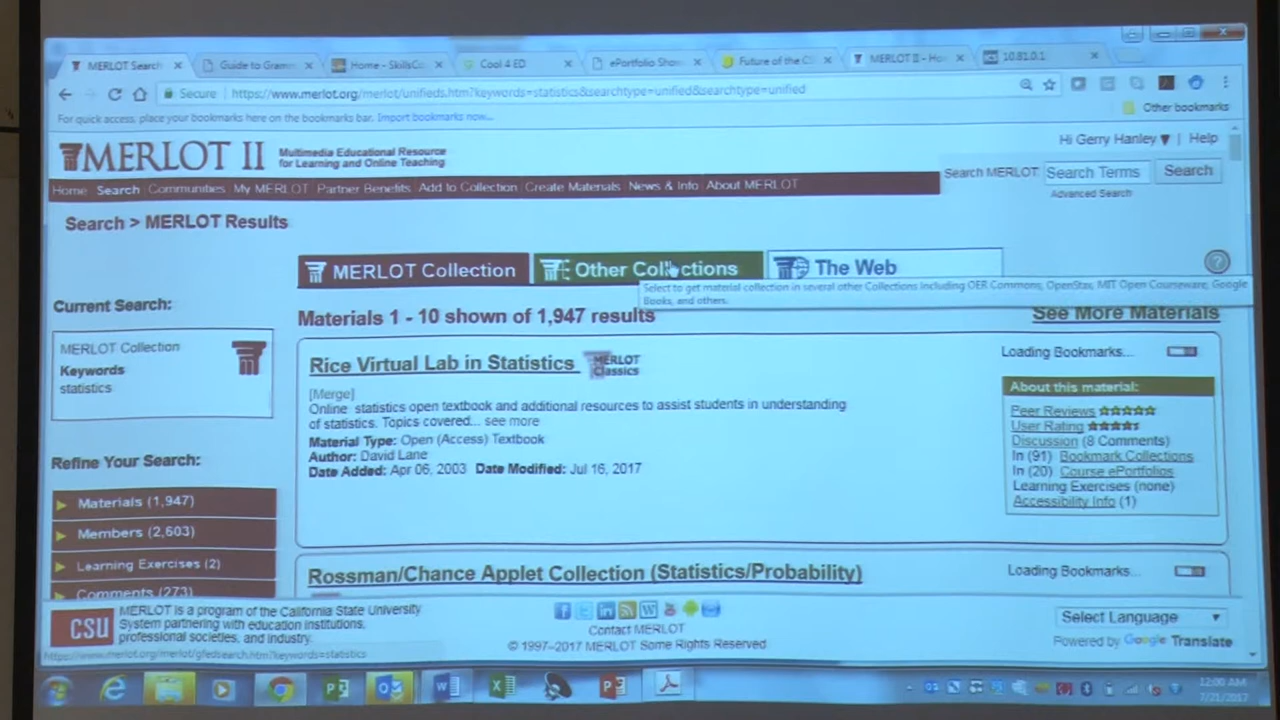 MERLOT Search
Guide to Gramm
Home - SkillsCo
Cool 4 ED
ePortfolio Show
Future of the C
MERLOT II - Ho
10.81.0.1
Secure https://www.merlot.org/merlot/unifieds.htm?keywords=statistics&searchtype=unified&searchtype=unified
Other bookmarks
For quick access, place your bookmarks here on the bookmarks bar. Import bookmarks now...
Hi Gerry Hanley | Help
MERLOT II
Multimedia Educational Resource
for Learning and Online Teaching
Search MERLOT: Search Terms Search
Advanced Search
Home Search Communities My MERLOT Partner Benefits Add to Collection Create Materials News & Info About MERLOT
Search > MERLOT Results
MERLOT Collection Other Collections The Web
?
Select to get material collection in several other Collections including OER Commons, OpenStax, MIT Open Courseware, Google
Books, and others.
Current Search:
MERLOT Collection
Keywords
statistics
Refine Your Search:
Materials (1,947)
Members (2,603)
Learning Exercises (2)
Comments (273)
Materials 1 - 10 shown of 1,947 results
See More Materials
Rice Virtual Lab in Statistics MERLOT
Classics
[Merge]
Online statistics open textbook and additional resources to assist students in understanding
of statistics. Topics covered... see more
Material Type: Open (Access) Textbook
Author: David Lane
Date Added: Apr 06, 2003 Date Modified: Jul 16, 2017
Loading Bookmarks...
About this material:
Peer Reviews
User Rating
Discussion (8 Comments)
In (91) Bookmark Collections
In (20) Course ePortfolios
Learning Exercises (none)
Accessibility Info (1)
Rossman/Chance Applet Collection (Statistics/Probability)
Loading Bookmarks...
CSU
MERLOT is a program of the California State University
System partnering with education institutions,
professional societies, and industry.
Contact MERLOT
© 1997-2017 MERLOT Some Rights Reserved
Select Language
Powered by Google Translate
https://www.merlot.org/merlot/gfedsearch.htm?keywords=statistics
12:00 AM
7/21/2017